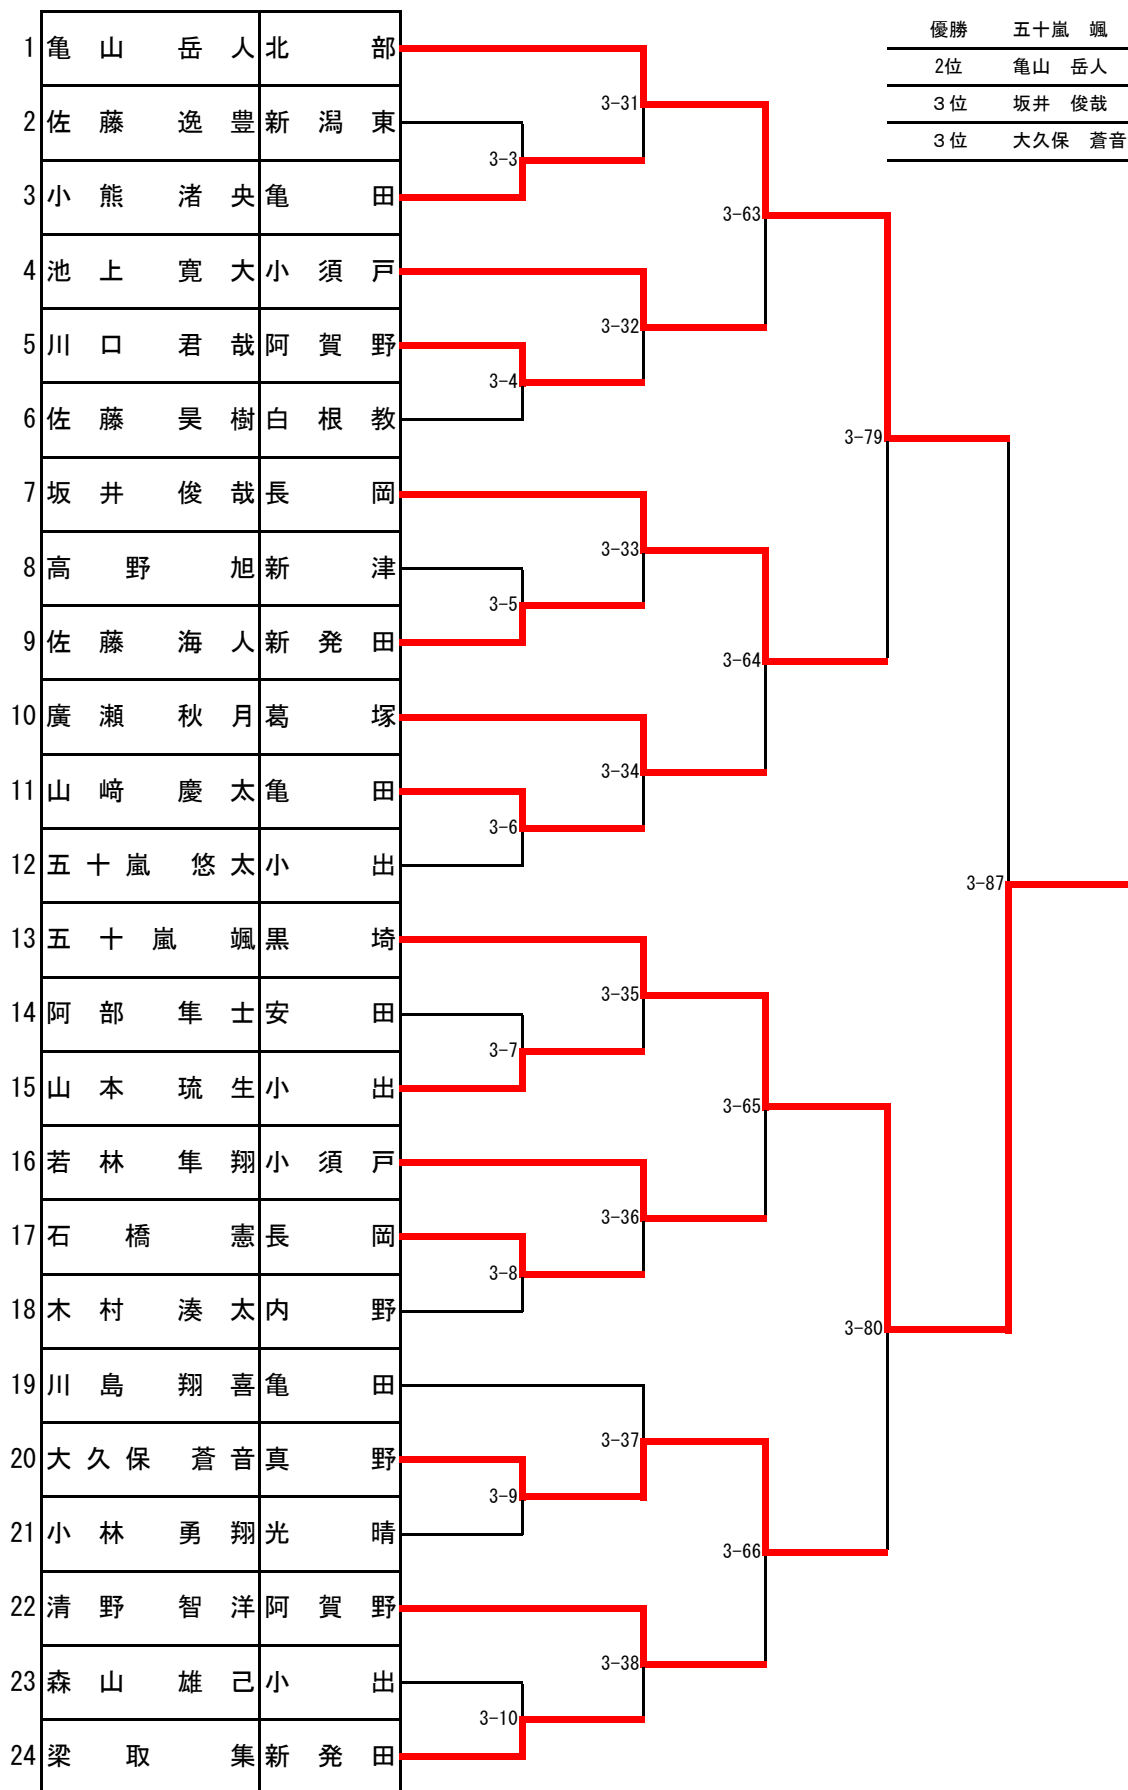 1 亀山 岳人 北部
2 佐藤 逸豊 新潟東
3 小熊 渚央 亀田
4 池上 寛大 小須戸
5 川口 君哉 阿賀野
6 佐藤 昊樹 白根教
7 坂井 俊哉 長岡
8 高野 旭 新津
9 佐藤 海人 新発田
10 廣瀬 秋月 葛塚
11 山﨑 慶太 亀田
12 五十嵐 悠太 小出
13 五十嵐 颯 黒埼
14 阿部 隼士 安田
15 山本 琉生 小出
16 若林 隼翔 小須戸
17 石橋 憲 長岡
18 木村 湊太 内野
19 川島 翔喜 亀田
20 大久保 蒼音 真野
21 小林 勇翔 光晴
22 清野 智洋 阿賀野
23 森山 雄己 小出
24 梁取 集 新発田
3-3
3-4
3-5
3-6
3-7
3-8
3-9
3-10
3-31
3-32
3-33
3-34
3-35
3-36
3-37
3-38
3-63
3-64
3-65
3-66
3-79
3-80
3-87
優勝 五十嵐 颯
2位 亀山 岳人
３位 坂井 俊哉
３位 大久保 蒼音